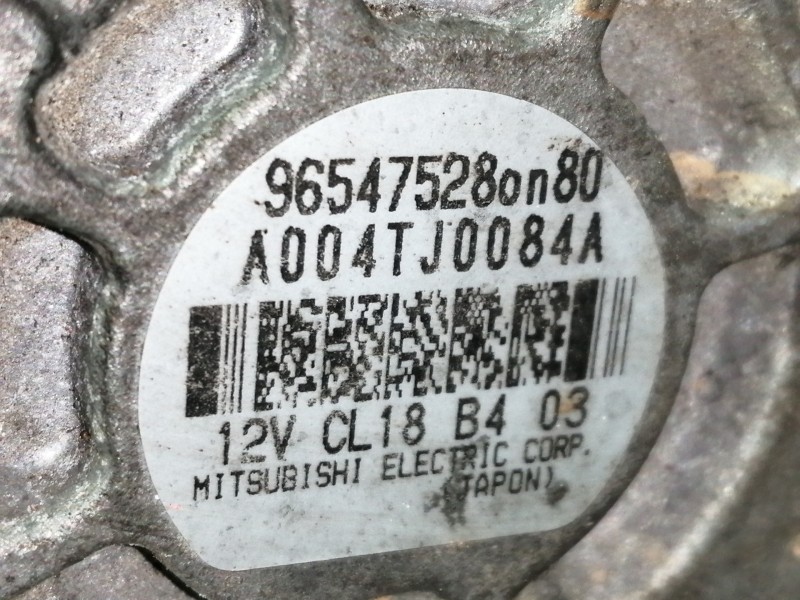 96547528on80
A004TJ0084A
12V CL18 B4 03
MITSUBISHI ELECTRIC CORP.
(JAPON)